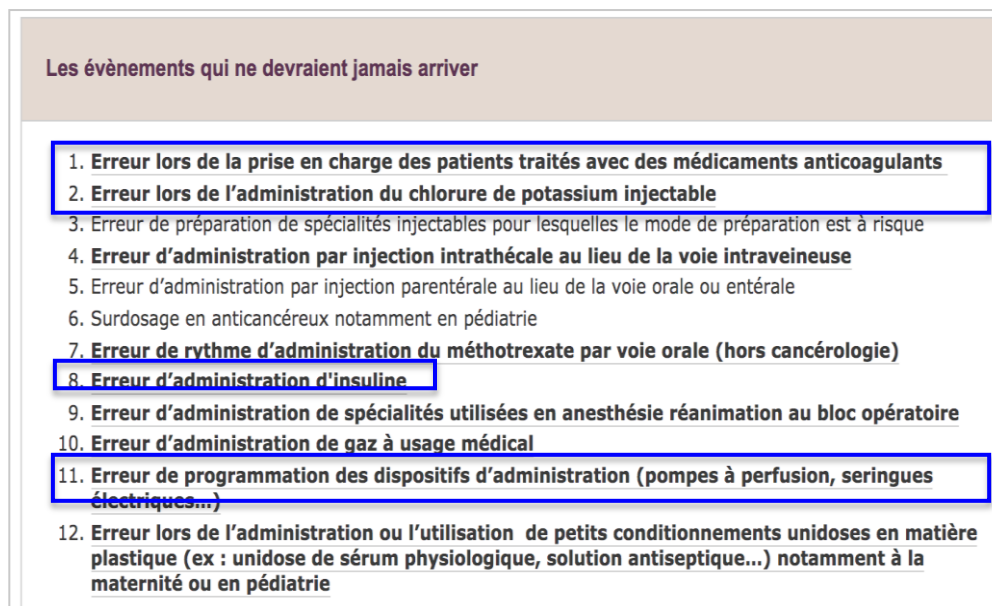 Les évènements qui ne devraient jamais arriver
1. Erreur lors de la prise en charge des patients traités avec des médicaments anticoagulants
2. Erreur lors de l’administration du chlorure de potassium injectable
3. Erreur de préparation de spécialités injectables pour lesquelles le mode de préparation est à risque
4. Erreur d’administration par injection intrathécale au lieu de la voie intraveineuse
5. Erreur d’administration par injection parentérale au lieu de la voie orale ou entérale
6. Surdosage en anticancéreux notamment en pédiatrie
7. Erreur de rythme d’administration du méthotrexate par voie orale (hors cancérologie)
8. Erreur d’administration d'insuline
9. Erreur d’administration de spécialités utilisées en anesthésie réanimation au bloc opératoire
10. Erreur d’administration de gaz à usage médical
11. Erreur de programmation des dispositifs d’administration (pompes à perfusion, seringues
électriques...)
12. Erreur lors de l’administration ou l’utilisation de petits conditionnements unidoses en matière
plastique (ex : unidose de sérum physiologique, solution antiseptique...) notamment à la
maternité ou en pédiatrie